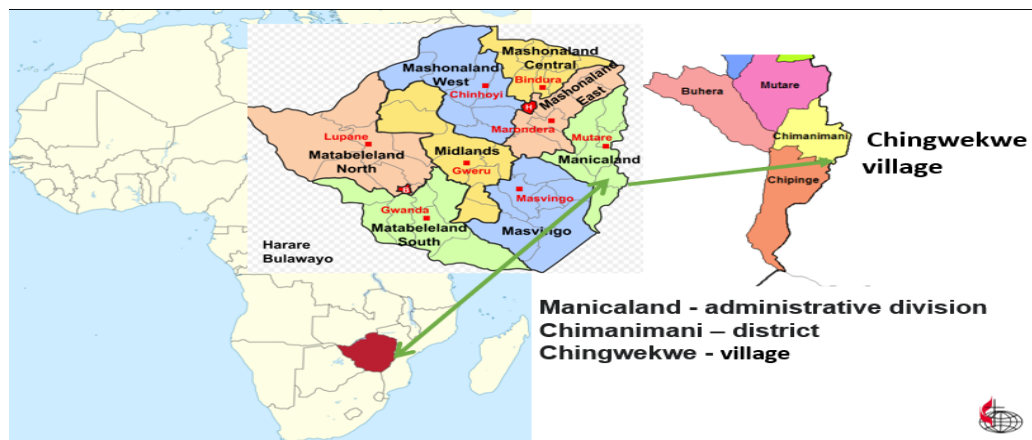 Mashonaland
Central
Bindura
Mashonaland
West
Chinhoyi
H
Mashonaland
East
Marondera
Lupane
Matabeleland
North
Midlands
Gweru
Mutare
Manicaland
B
Gwanda
Matabeleland
South
Masvingo
Masvingo
Harare
Bulawayo
Buhera
Mutare
Chimanimani
Chipinge
Chingwekwe
village
Manicaland - administrative division
Chimanimani – district
Chingwekwe - village